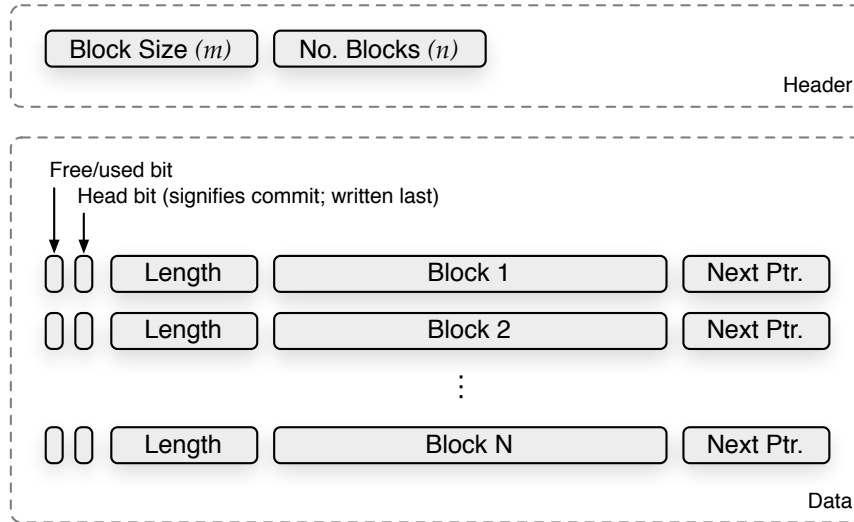 Block Size (m) No. Blocks (n)
Header
Free/used bit
Head bit (signifies commit; written last)
Length Block 1 Next Ptr.
Length Block 2 Next Ptr.
⋮
Length Block N Next Ptr.
Data